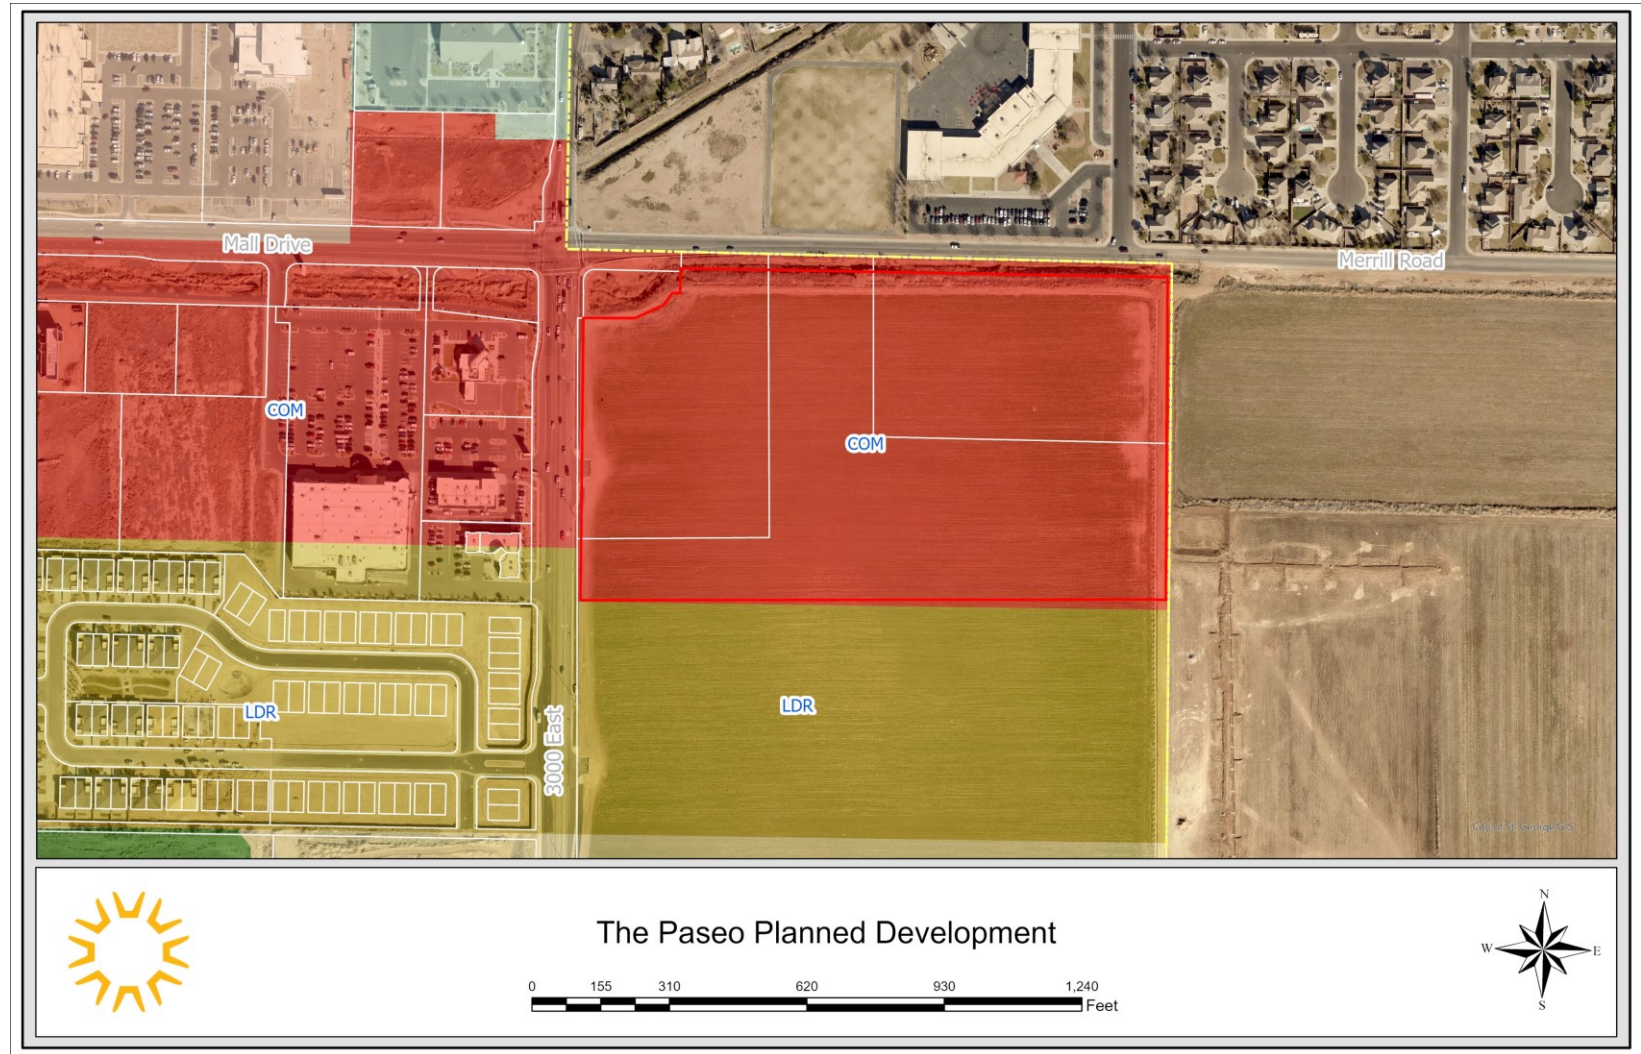 Mall Drive
Merrill Road
COM
COM
LDR
LDR
3000 East
City of St. George GIS
The Paseo Planned Development
0 155 310 620 930 1,240
Feet
N
W
E
S